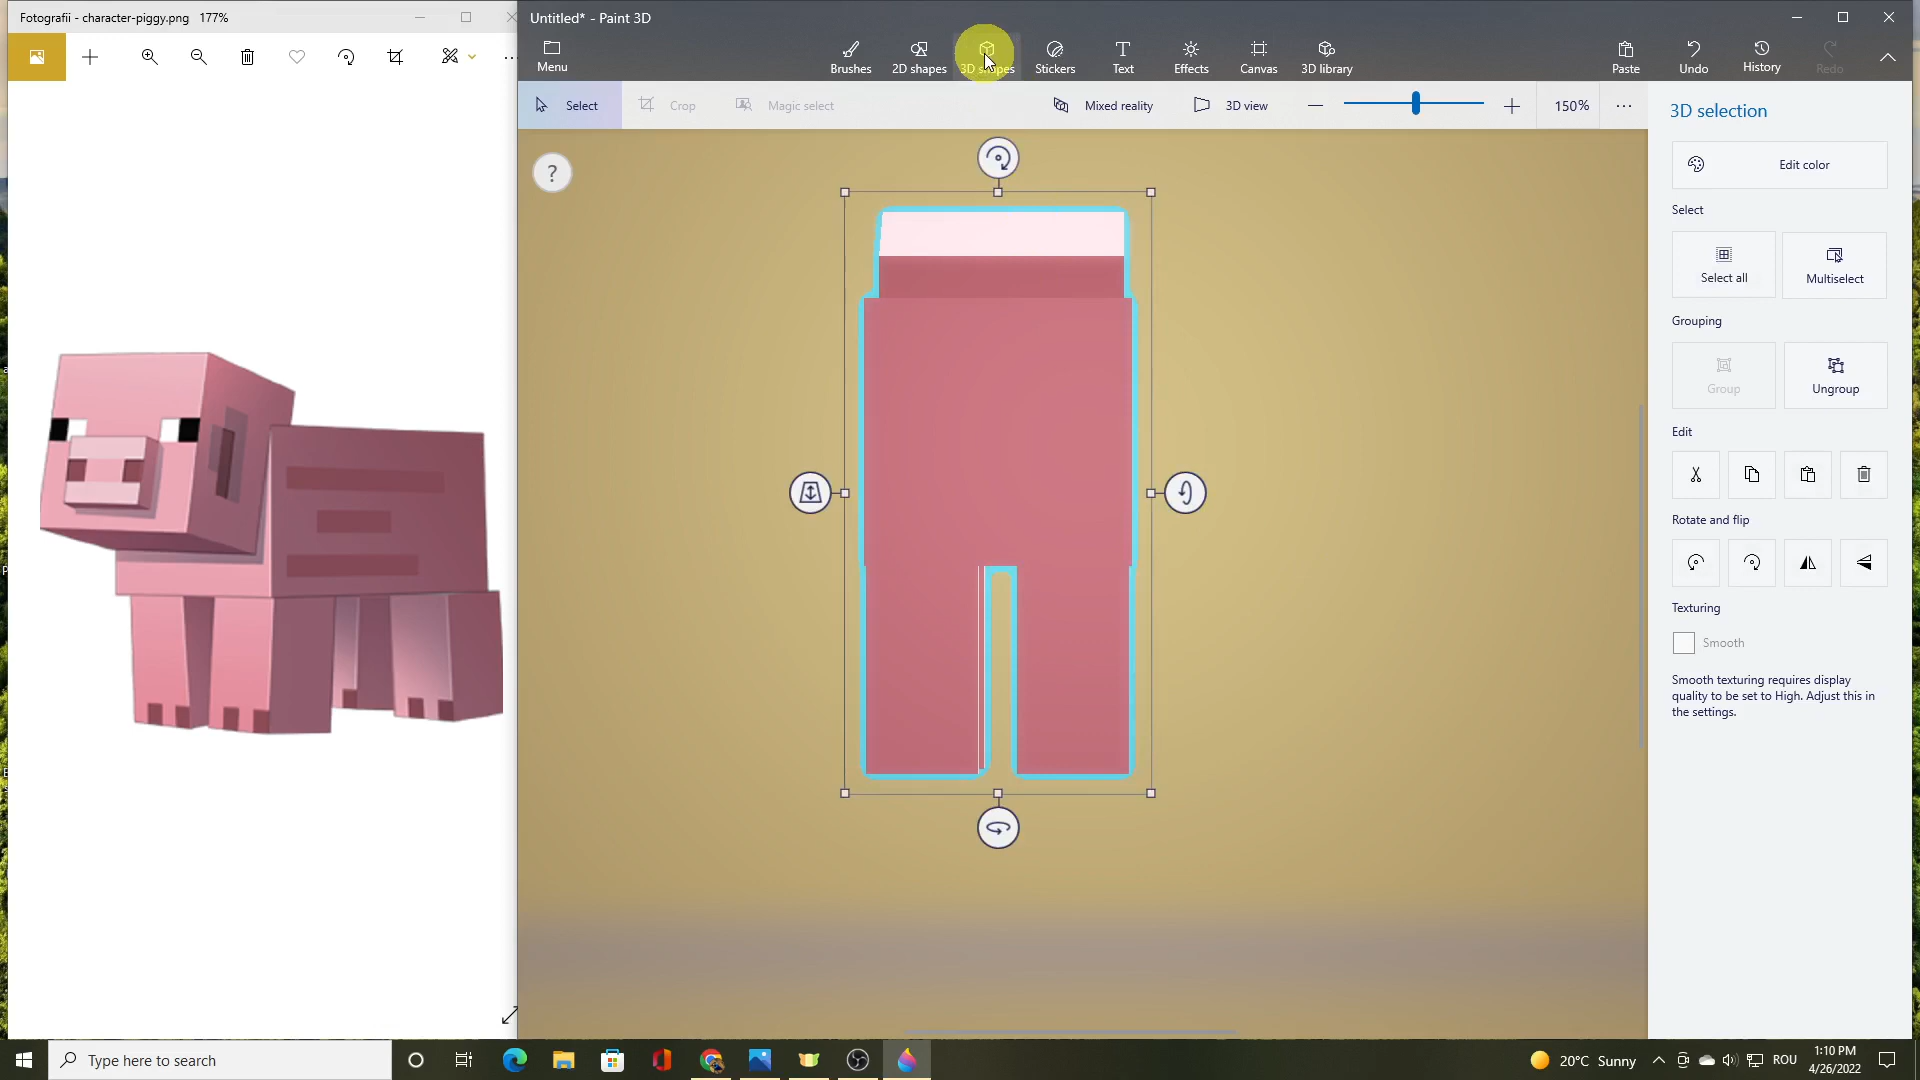 Fotografii - character-piggy.png 177%
Untitled* - Paint 3D
Menu
Brushes
2D shapes
3D shapes
Stickers
Text
Effects
Canvas
3D library
Paste
Undo
History
Redo
Select
Crop
Magic select
Mixed reality
3D view
150%
?
3D selection
Edit color
Select
Select all
Multiselect
Grouping
Group
Ungroup
Edit
Rotate and flip
Texturing
Smooth
Smooth texturing requires display
quality to be set to High. Adjust this in
the settings.
Type here to search
20°C Sunny
ROU
1:10 PM
4/26/2022